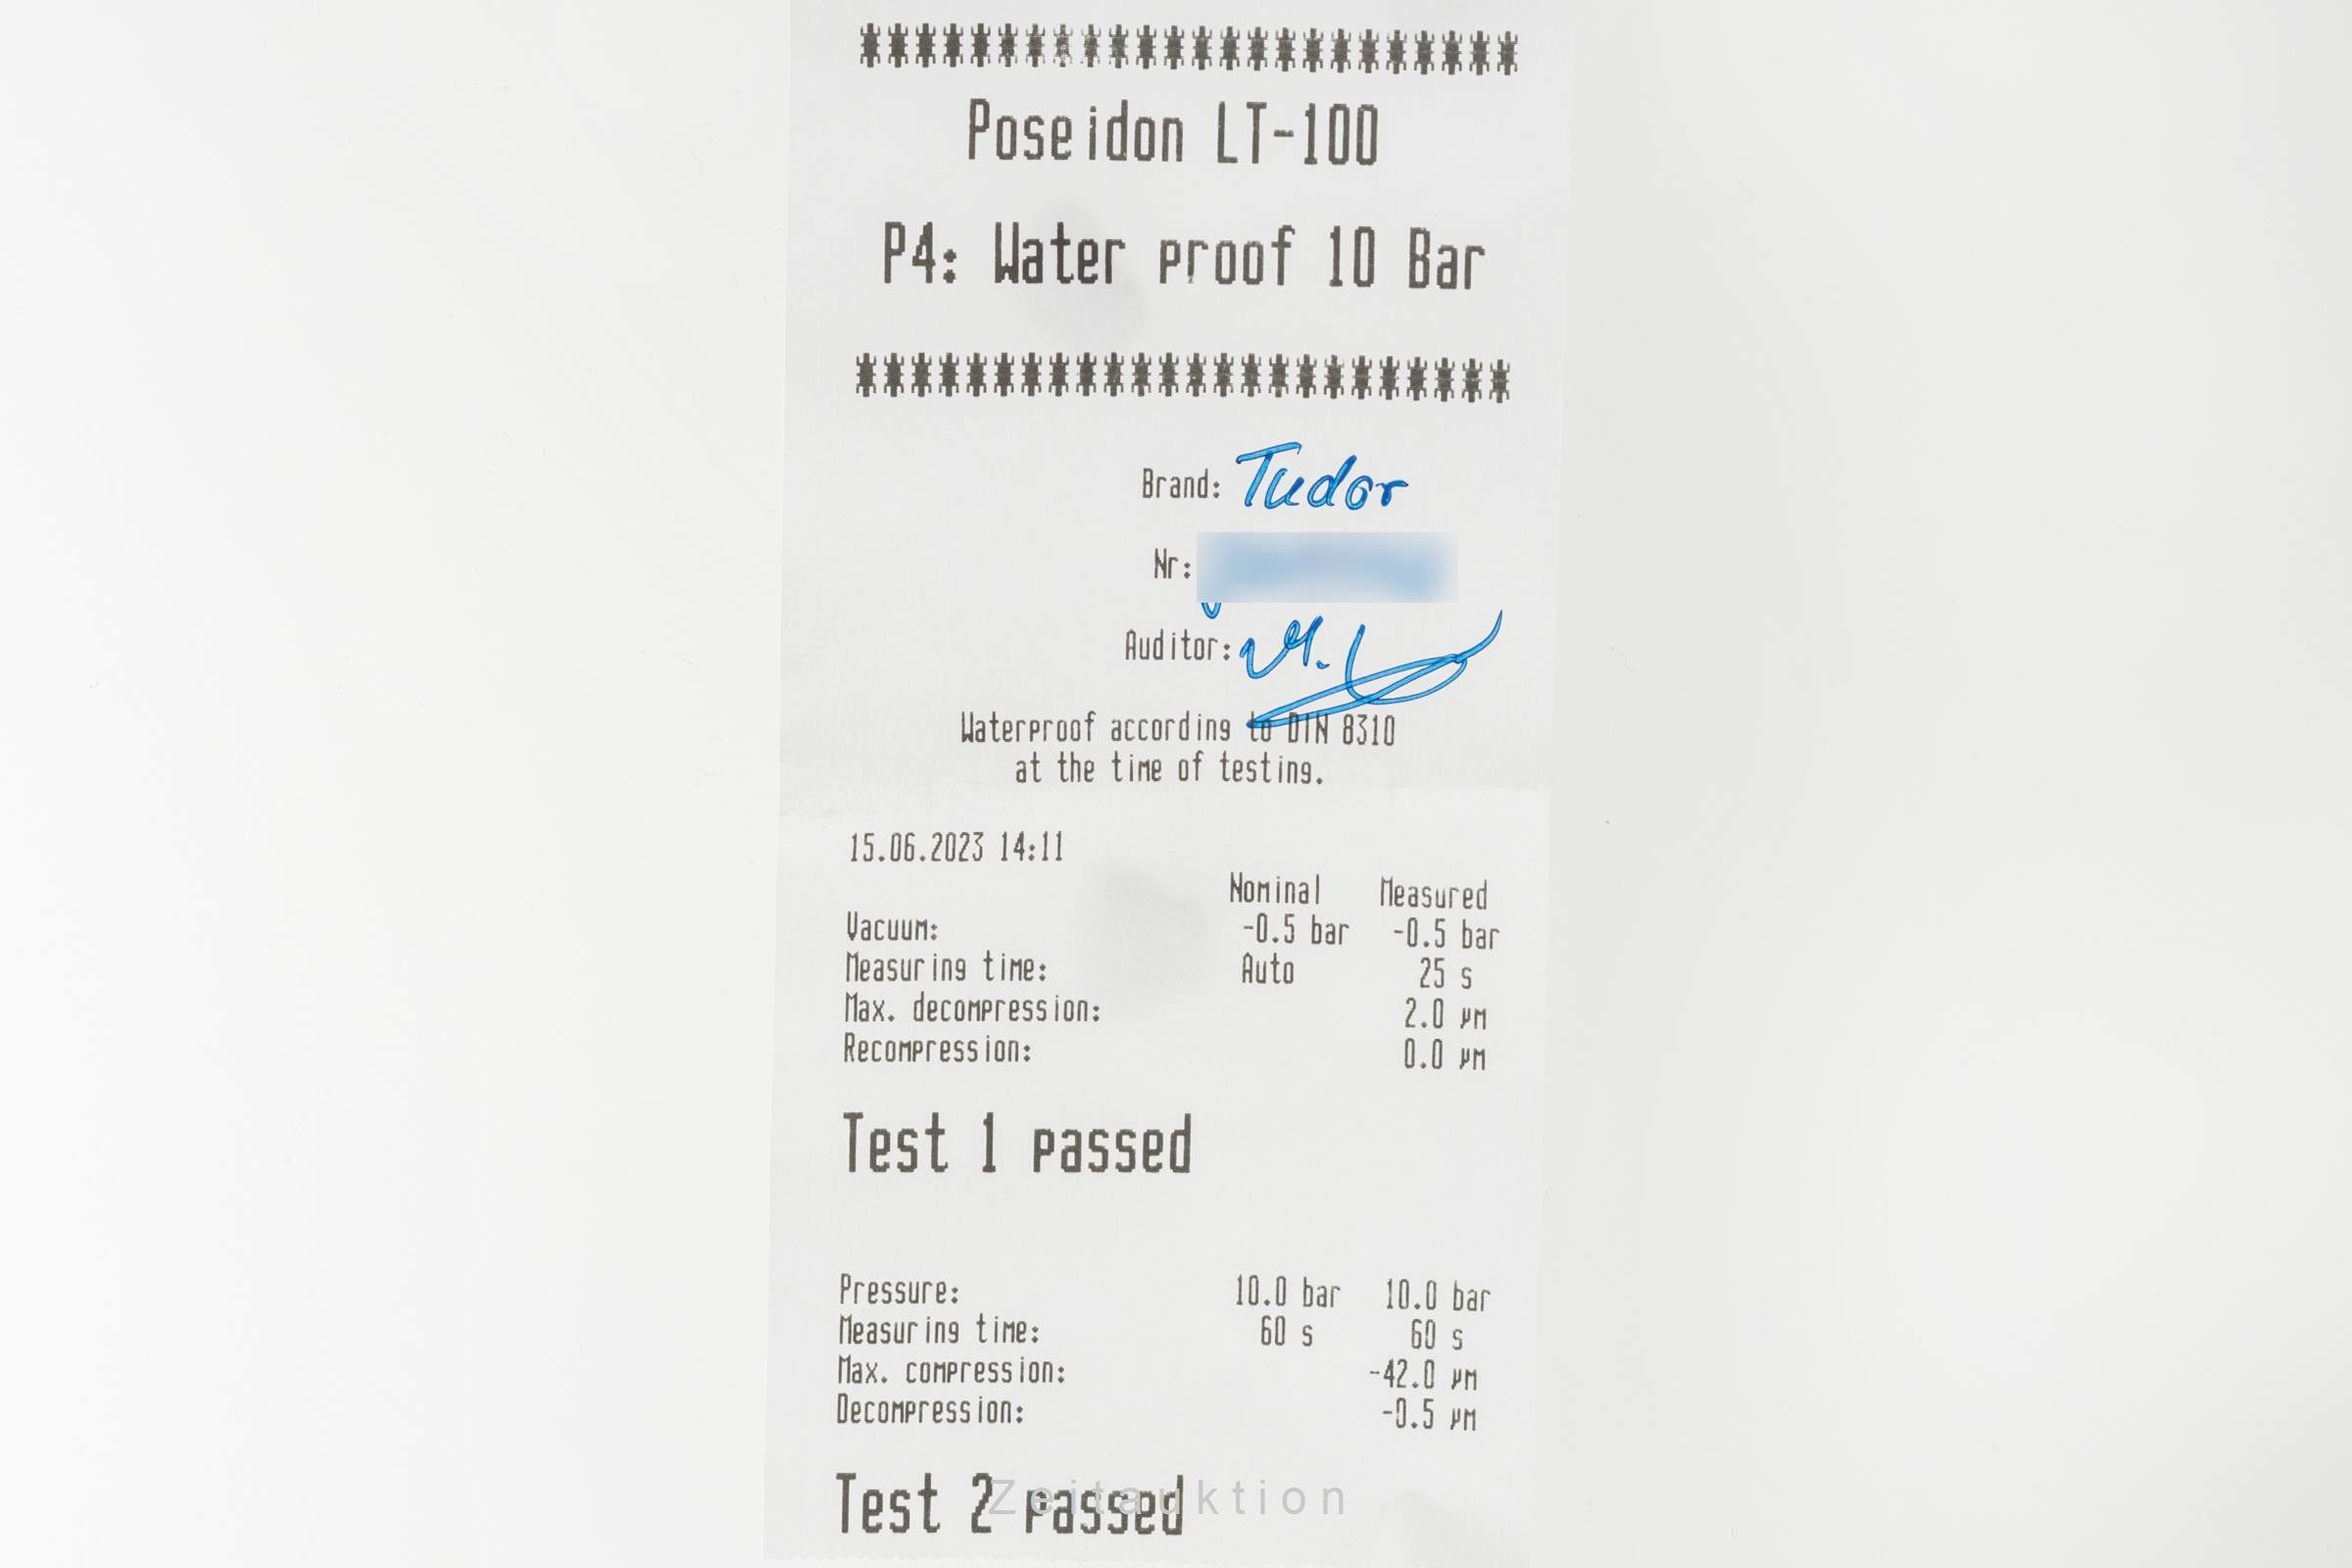 ************************
Poseidon LT-100
P4: Water proof 10 Bar
************************
Brand: Tudor
Nr:
Auditor: M.
Waterproof according to DIN 8310
at the time of testing.
15.06.2023 14:11
Nominal Measured
Vacuum: -0.5 bar -0.5 bar
Measuring time: Auto 25 s
Max. decompression: 2.0 µm
Recompression: 0.0 µm
Test 1 passed
Pressure: 10.0 bar 10.0 bar
Measuring time: 60 s 60 s
Max. compression: -42.0 µm
Decompression: -0.5 µm
Test 2 passed
Zeitauktion